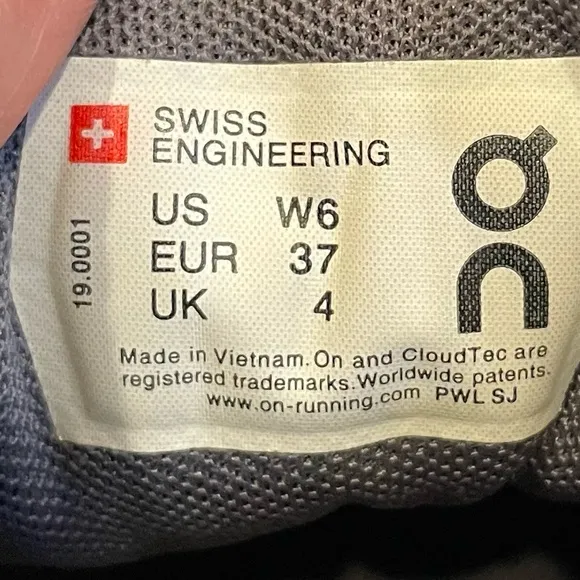 SWISS
ENGINEERING
US W6
EUR 37
UK 4
19.0001
On
Made in Vietnam. On and CloudTec are
registered trademarks. Worldwide patents.
www.on-running.com PWL SJ